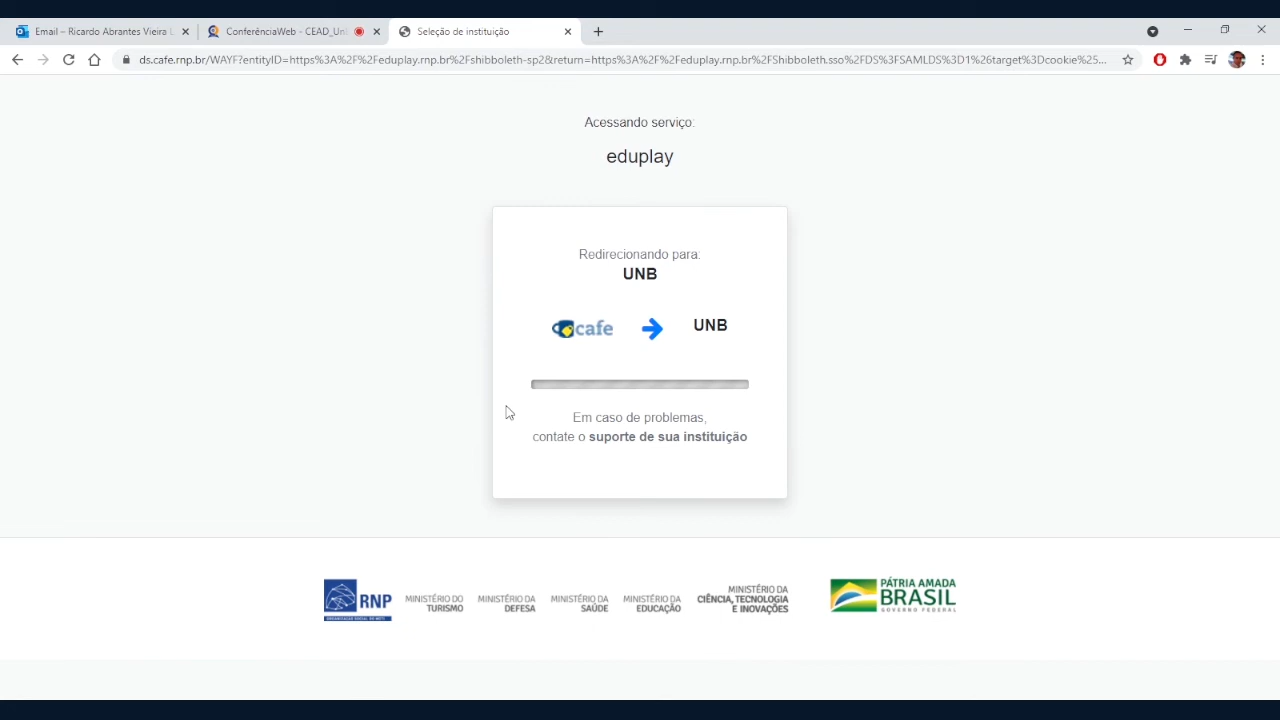 Email – Ricardo Abrantes Vieira L
ConferênciaWeb - CEAD_UnB
Seleção de instituição
ds.cafe.rnp.br/WAYF?entityID=https%3A%2F%2Feduplay.rnp.br%2Fshibboleth-sp2&return=https%3A%2F%2Feduplay.rnp.br%2FShibboleth.sso%2FDS%3FSAMLDS%3D1%26target%3Dcookie%25...
Acessando serviço:
eduplay
Redirecionando para:
UNB
cafe
UNB
Em caso de problemas,
contate o suporte de sua instituição
RNP
MINISTÉRIO DO
TURISMO
MINISTÉRIO DA
DEFESA
MINISTÉRIO DA
SAÚDE
MINISTÉRIO DA
EDUCAÇÃO
MINISTÉRIO DA
CIÊNCIA, TECNOLOGIA
E INOVAÇÕES
PÁTRIA AMADA
BRASIL
GOVERNO FEDERAL